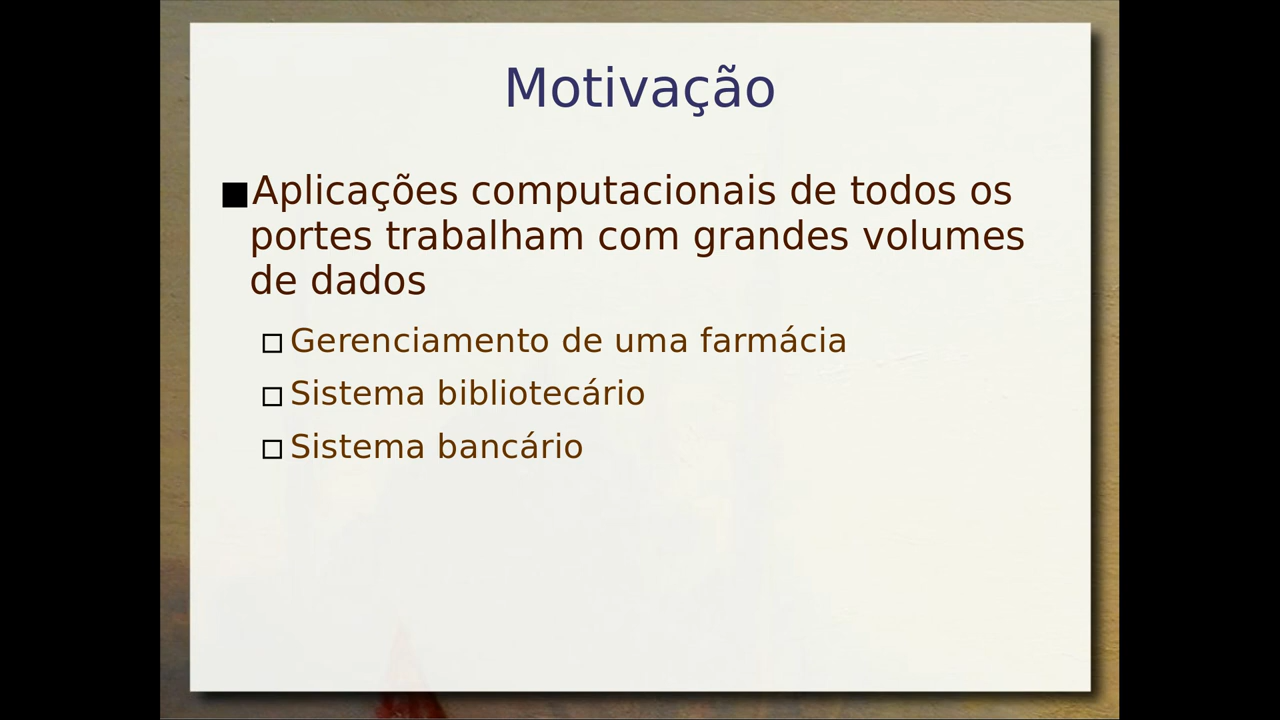 Motivação
Aplicações computacionais de todos os
portes trabalham com grandes volumes
de dados
Gerenciamento de uma farmácia
Sistema bibliotecário
Sistema bancário